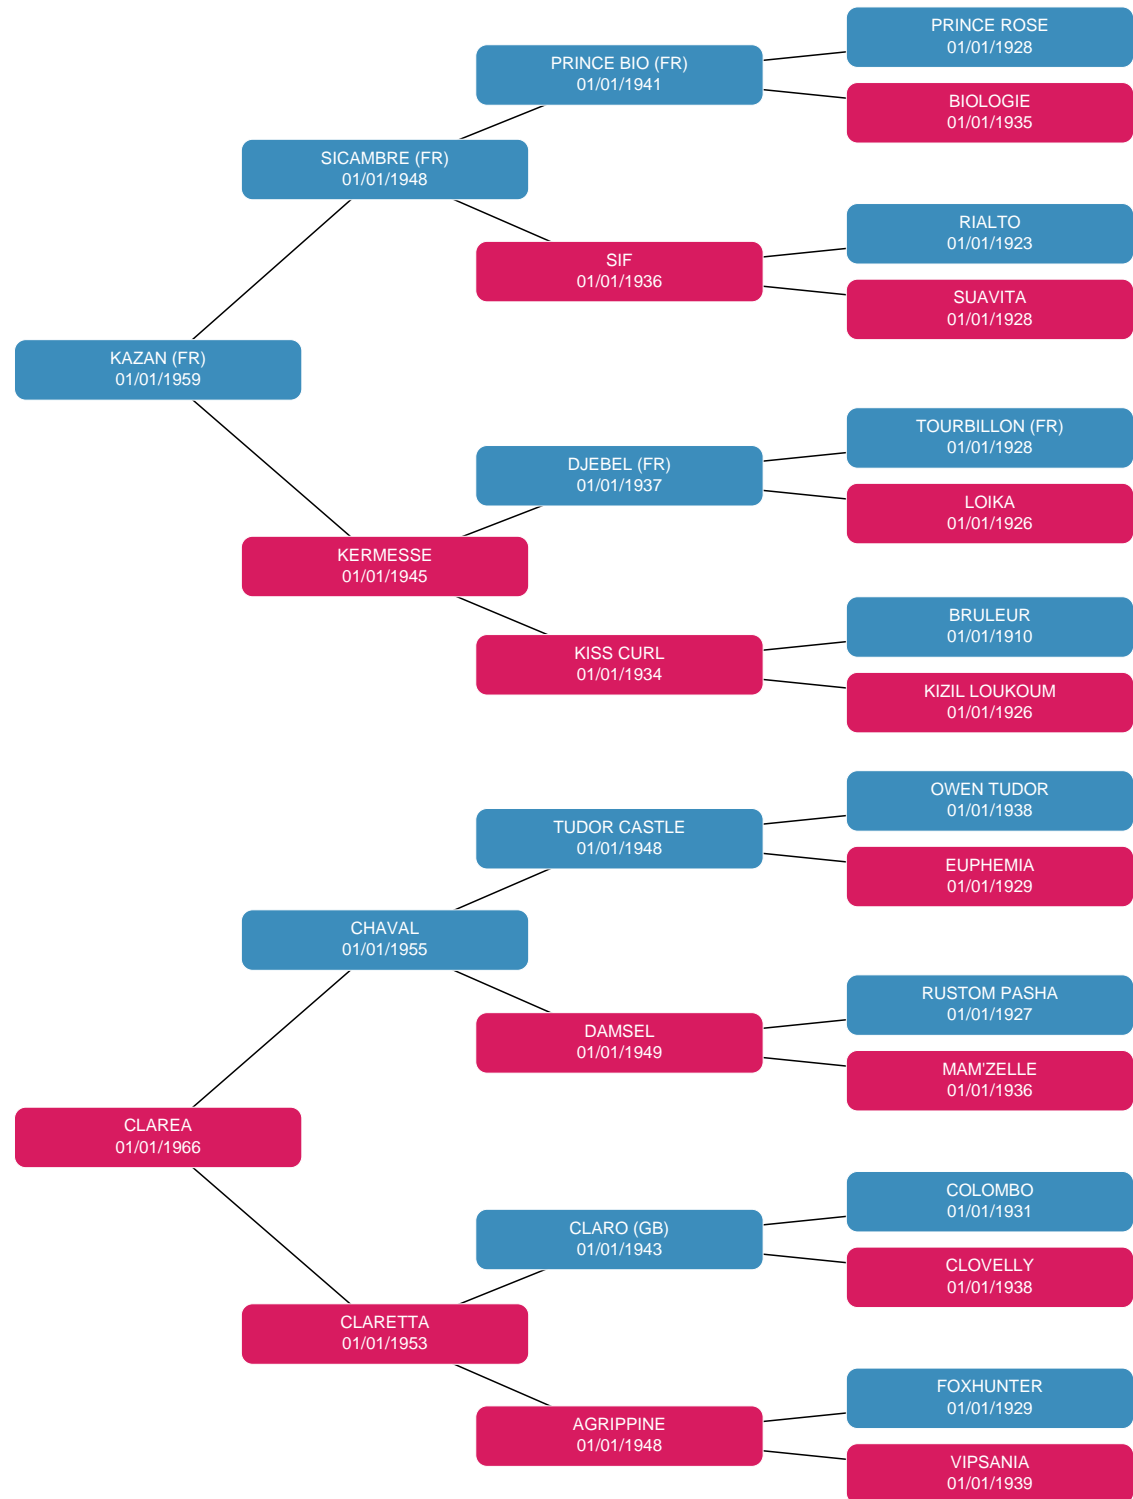 PRINCE ROSE
01/01/1928
PRINCE BIO (FR)
01/01/1941
BIOLOGIE
01/01/1935
SICAMBRE (FR)
01/01/1948
RIALTO
01/01/1923
SIF
01/01/1936
SUAVITA
01/01/1928
KAZAN (FR)
01/01/1959
TOURBILLON (FR)
01/01/1928
DJEBEL (FR)
01/01/1937
LOIKA
01/01/1926
KERMESSE
01/01/1945
BRULEUR
01/01/1910
KISS CURL
01/01/1934
KIZIL LOUKOUM
01/01/1926
OWEN TUDOR
01/01/1938
TUDOR CASTLE
01/01/1948
EUPHEMIA
01/01/1929
CHAVAL
01/01/1955
RUSTOM PASHA
01/01/1927
DAMSEL
01/01/1949
MAM'ZELLE
01/01/1936
CLAREA
01/01/1966
COLOMBO
01/01/1931
CLARO (GB)
01/01/1943
CLOVELLY
01/01/1938
CLARETTA
01/01/1953
FOXHUNTER
01/01/1929
AGRIPPINE
01/01/1948
VIPSANIA
01/01/1939